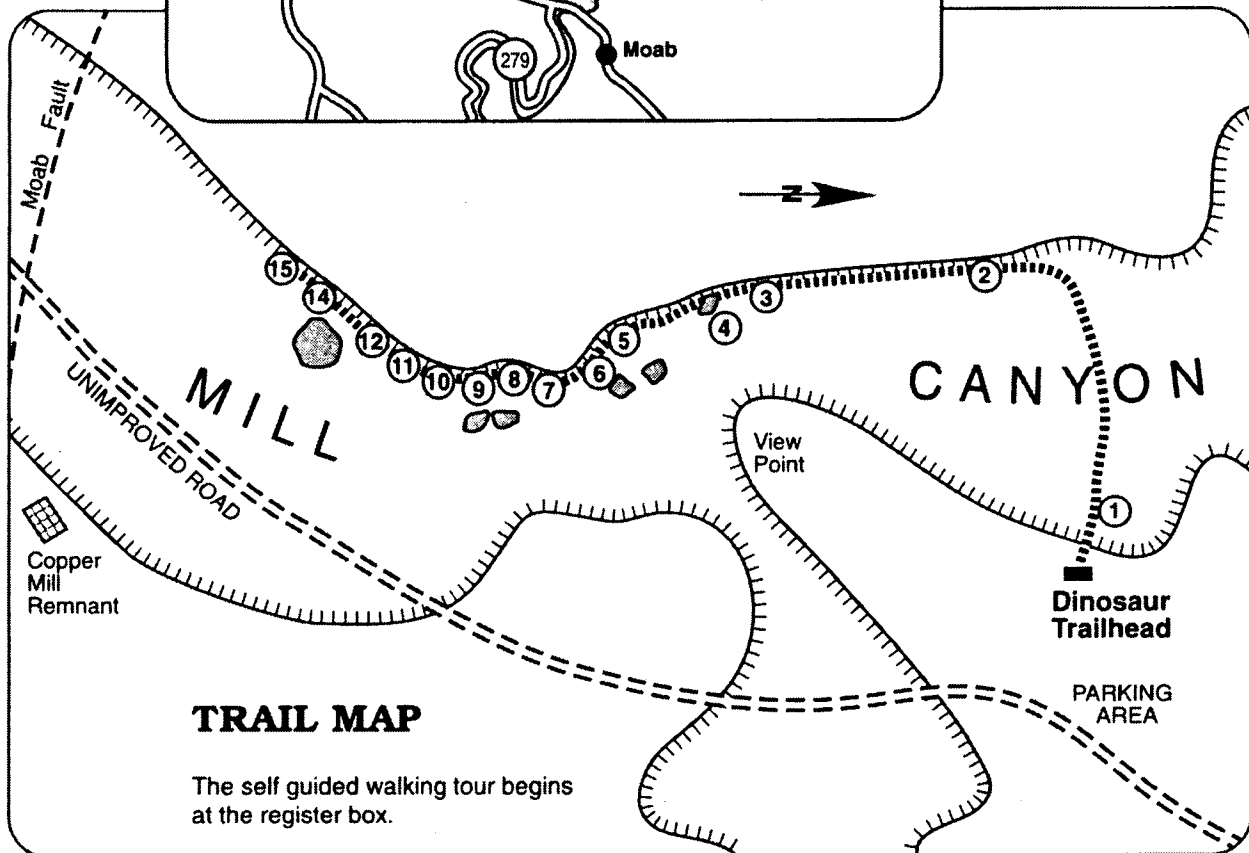 279
Moab
Moab Fault
N
15
14
12
11
10
9
8
7
6
5
4
3
2
1
MILL
CANYON
UNIMPROVED ROAD
View
Point
Copper
Mill
Remnant
Dinosaur
Trailhead
PARKING
AREA
TRAIL MAP
The self guided walking tour begins
at the register box.